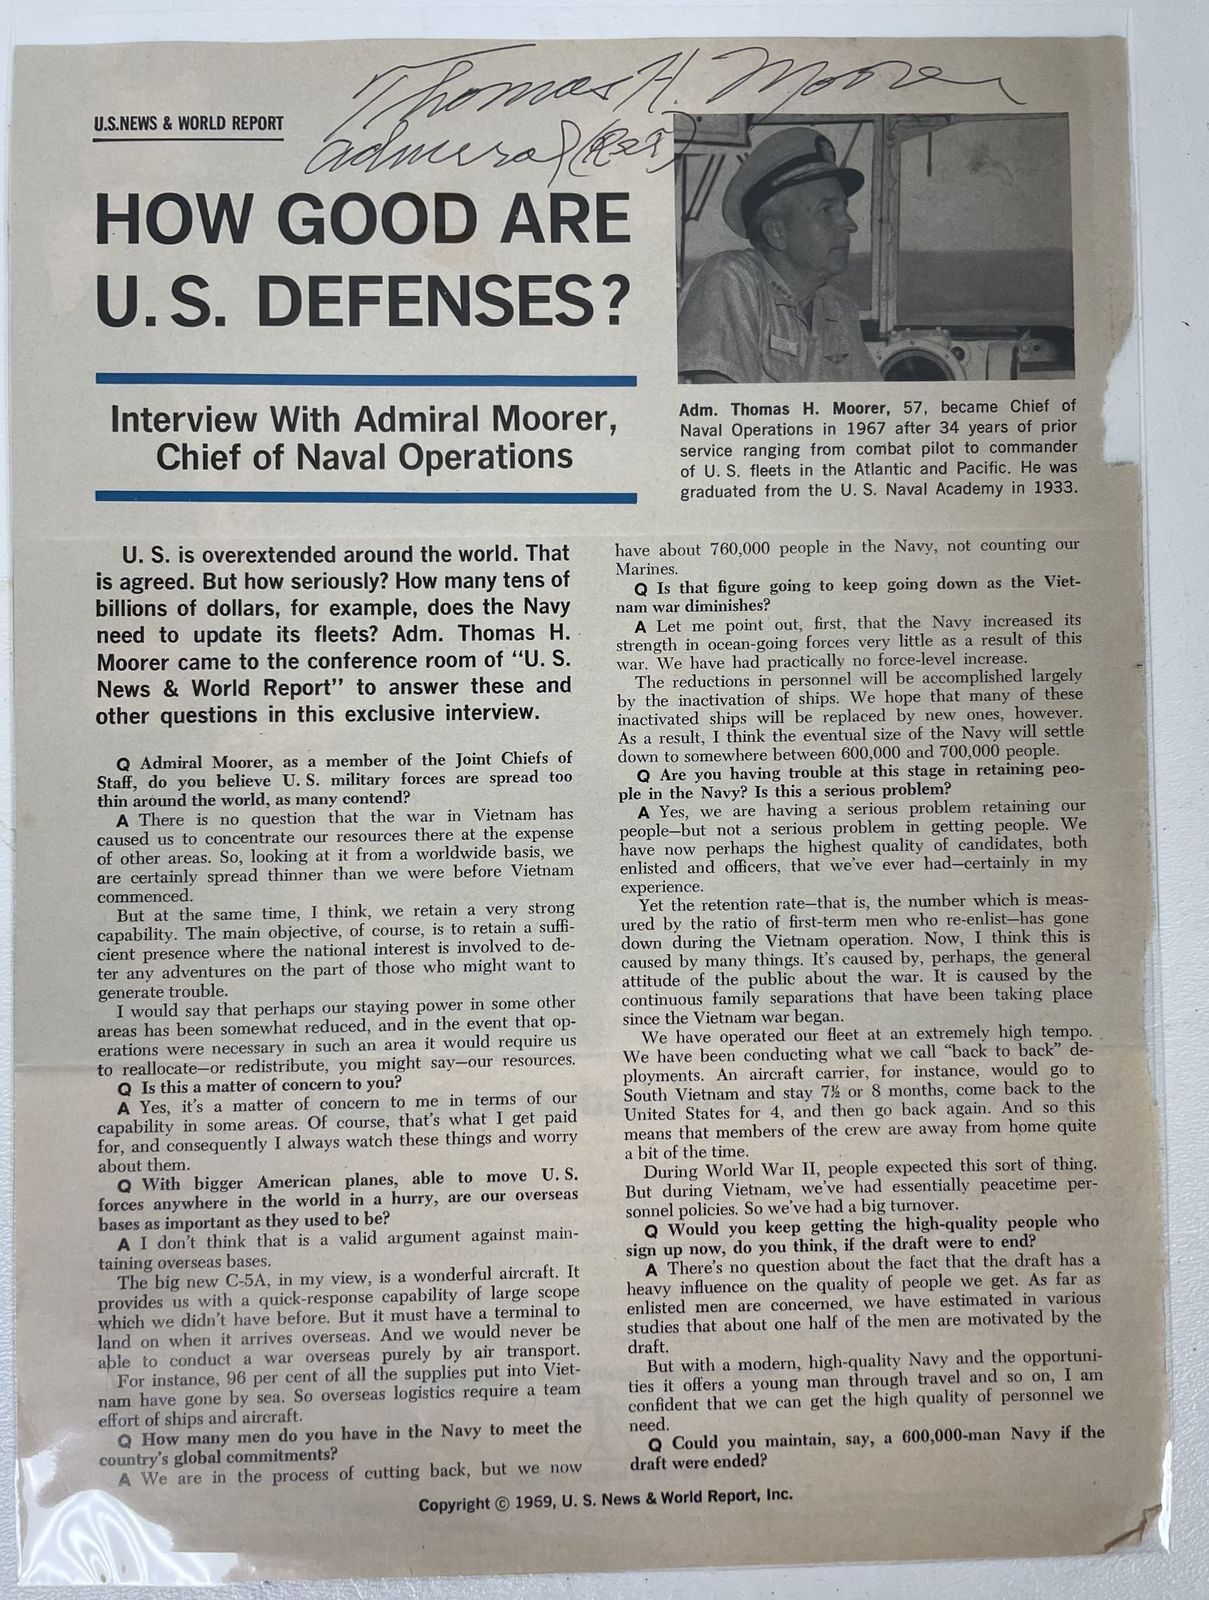 Thomas H. Moorer
Admiral (Ret)
U.S.NEWS & WORLD REPORT
HOW GOOD ARE
U.S. DEFENSES?
Interview With Admiral Moorer,
Chief of Naval Operations
Adm. Thomas H. Moorer, 57, became Chief of
Naval Operations in 1967 after 34 years of prior
service ranging from combat pilot to commander
of U. S. fleets in the Atlantic and Pacific. He was
graduated from the U. S. Naval Academy in 1933.
U. S. is overextended around the world. That
is agreed. But how seriously? How many tens of
billions of dollars, for example, does the Navy
need to update its fleets? Adm. Thomas H.
Moorer came to the conference room of “U. S.
News & World Report” to answer these and
other questions in this exclusive interview.
Q Admiral Moorer, as a member of the Joint Chiefs of
Staff, do you believe U. S. military forces are spread too
thin around the world, as many contend?
A There is no question that the war in Vietnam has
caused us to concentrate our resources there at the expense
of other areas. So, looking at it from a worldwide basis, we
are certainly spread thinner than we were before Vietnam
commenced.
But at the same time, I think, we retain a very strong
capability. The main objective, of course, is to retain a suffi-
cient presence where the national interest is involved to de-
ter any adventures on the part of those who might want to
generate trouble.
I would say that perhaps our staying power in some other
areas has been somewhat reduced, and in the event that op-
erations were necessary in such an area it would require us
to reallocate—or redistribute, you might say—our resources.
Q Is this a matter of concern to you?
A Yes, it's a matter of concern to me in terms of our
capability in some areas. Of course, that's what I get paid
for, and consequently I always watch these things and worry
about them.
Q With bigger American planes, able to move U. S.
forces anywhere in the world in a hurry, are our overseas
bases as important as they used to be?
A I don't think that is a valid argument against main-
taining overseas bases.
The big new C-5A, in my view, is a wonderful aircraft. It
provides us with a quick-response capability of large scope
which we didn't have before. But it must have a terminal to
land on when it arrives overseas. And we would never be
able to conduct a war overseas purely by air transport.
For instance, 96 per cent of all the supplies put into Viet-
nam have gone by sea. So overseas logistics require a team
effort of ships and aircraft.
Q How many men do you have in the Navy to meet the
country's global commitments?
A We are in the process of cutting back, but we now
have about 760,000 people in the Navy, not counting our
Marines.
Q Is that figure going to keep going down as the Viet-
nam war diminishes?
A Let me point out, first, that the Navy increased its
strength in ocean-going forces very little as a result of this
war. We have had practically no force-level increase.
The reductions in personnel will be accomplished largely
by the inactivation of ships. We hope that many of these
inactivated ships will be replaced by new ones, however.
As a result, I think the eventual size of the Navy will settle
down to somewhere between 600,000 and 700,000 people.
Q Are you having trouble at this stage in retaining peo-
ple in the Navy? Is this a serious problem?
A Yes, we are having a serious problem retaining our
people—but not a serious problem in getting people. We
have now perhaps the highest quality of candidates, both
enlisted and officers, that we've ever had—certainly in my
experience.
Yet the retention rate—that is, the number which is meas-
ured by the ratio of first-term men who re-enlist—has gone
down during the Vietnam operation. Now, I think this is
caused by many things. It's caused by, perhaps, the general
attitude of the public about the war. It is caused by the
continuous family separations that have been taking place
since the Vietnam war began.
We have operated our fleet at an extremely high tempo.
We have been conducting what we call “back to back” de-
ployments. An aircraft carrier, for instance, would go to
South Vietnam and stay 7½ or 8 months, come back to the
United States for 4, and then go back again. And so this
means that members of the crew are away from home quite
a bit of the time.
During World War II, people expected this sort of thing.
But during Vietnam, we've had essentially peacetime per-
sonnel policies. So we've had a big turnover.
Q Would you keep getting the high-quality people who
sign up now, do you think, if the draft were to end?
A There's no question about the fact that the draft has a
heavy influence on the quality of people we get. As far as
enlisted men are concerned, we have estimated in various
studies that about one half of the men are motivated by the
draft.
But with a modern, high-quality Navy and the opportuni-
ties it offers a young man through travel and so on, I am
confident that we can get the high quality of personnel we
need.
Q Could you maintain, say, a 600,000-man Navy if the
draft were ended?
Copyright © 1969, U. S. News & World Report, Inc.